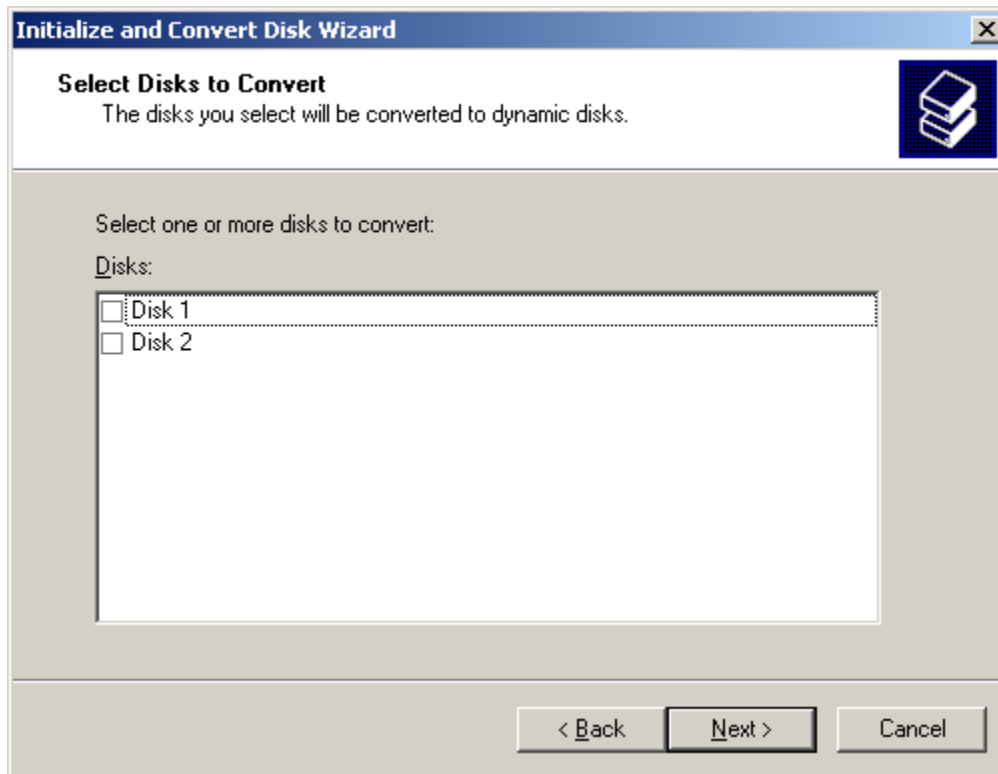 Initialize and Convert Disk Wizard
Select Disks to Convert
The disks you select will be converted to dynamic disks.
Select one or more disks to convert:
Disks:
Disk 1
Disk 2
< Back Next > Cancel